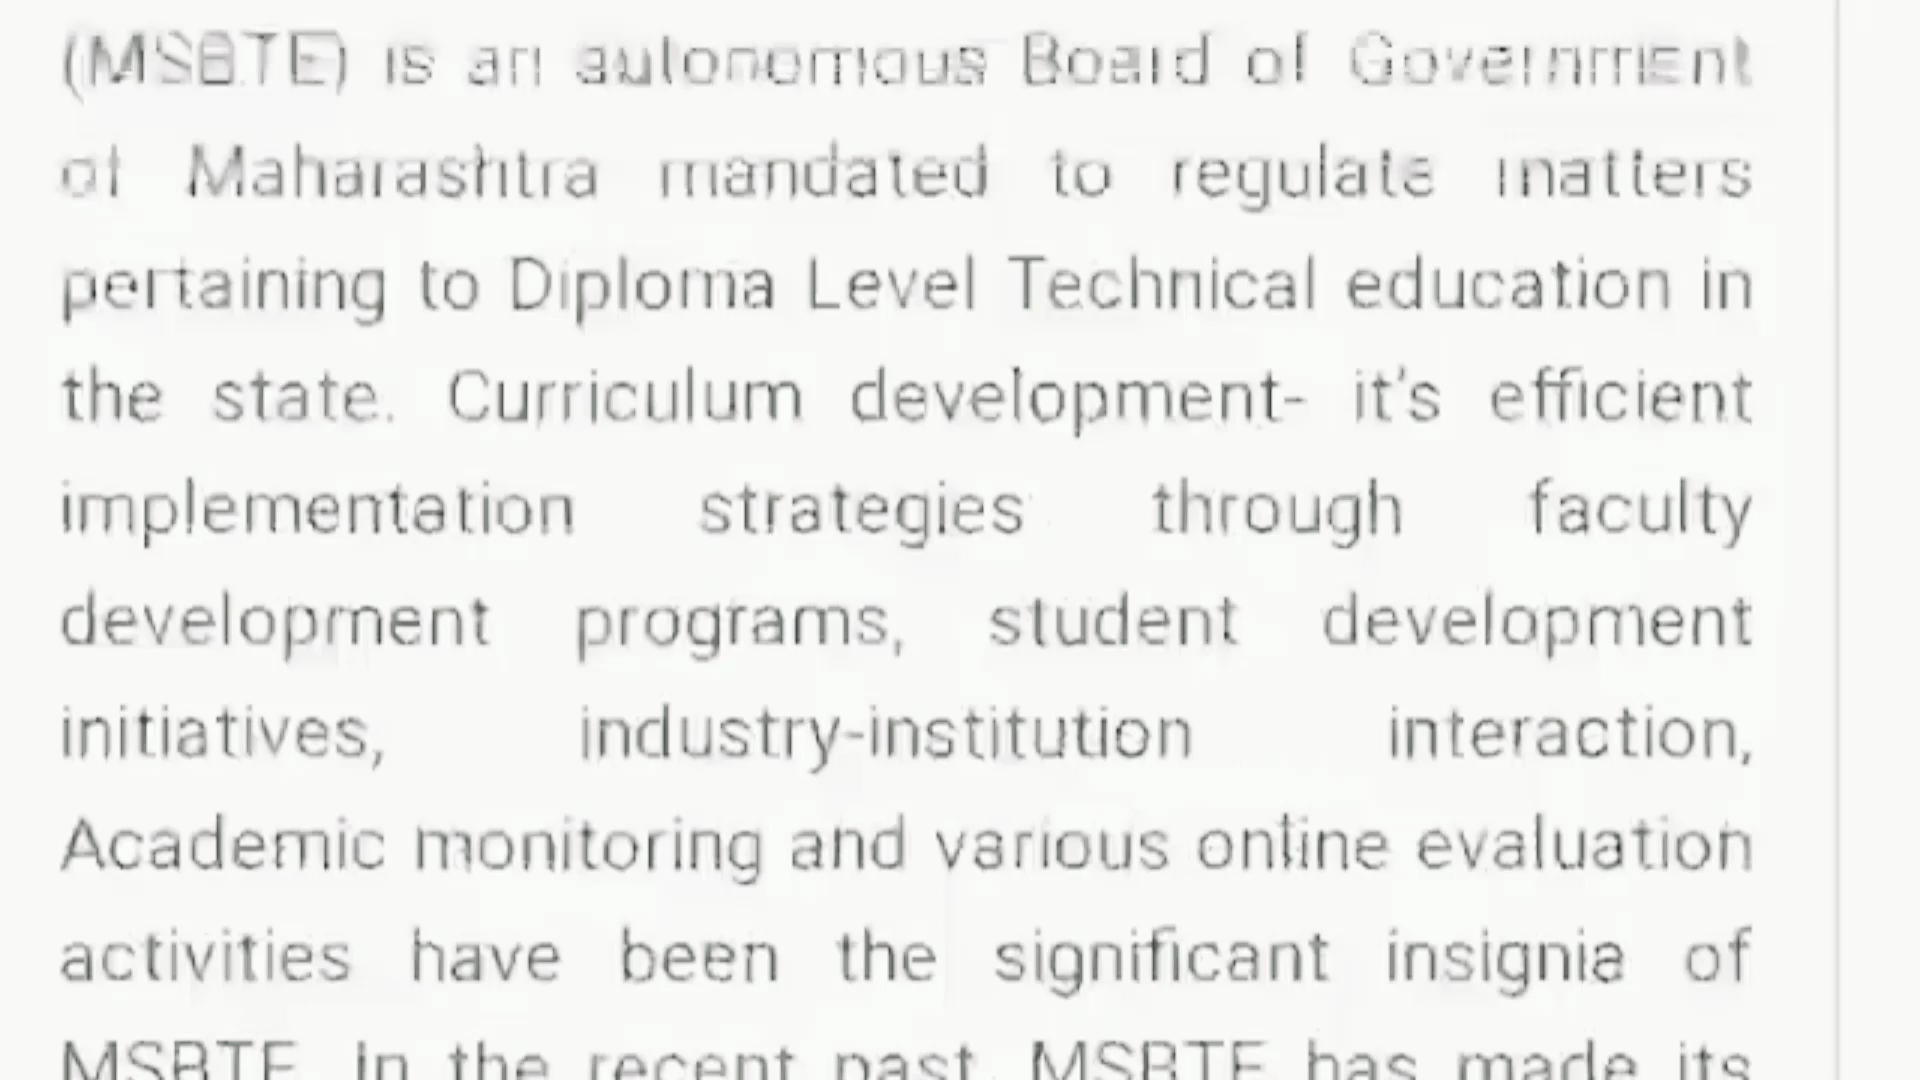 (MSBTE) is an autonomous Board of Government
of Maharashtra mandated to regulate matters
pertaining to Diploma Level Technical education in
the state. Curriculum development- it's efficient
implementation strategies through faculty
development programs, student development
initiatives, industry-institution interaction,
Academic monitoring and various online evaluation
activities have been the significant insignia of
MSBTE. In the recent past, MSBTE has made its